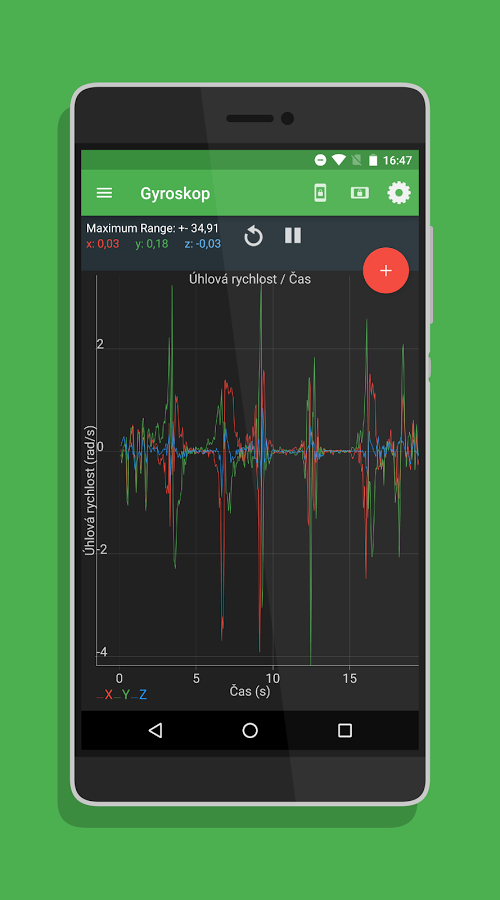 16:47
Gyroskop
Maximum Range: +- 34,91
x: 0,03 y: 0,18 z: -0,03
Úhlová rychlost / Čas
2
0
-2
-4
Úhlová rychlost (rad/s)
0 5 10 15
X Y Z
Čas (s)